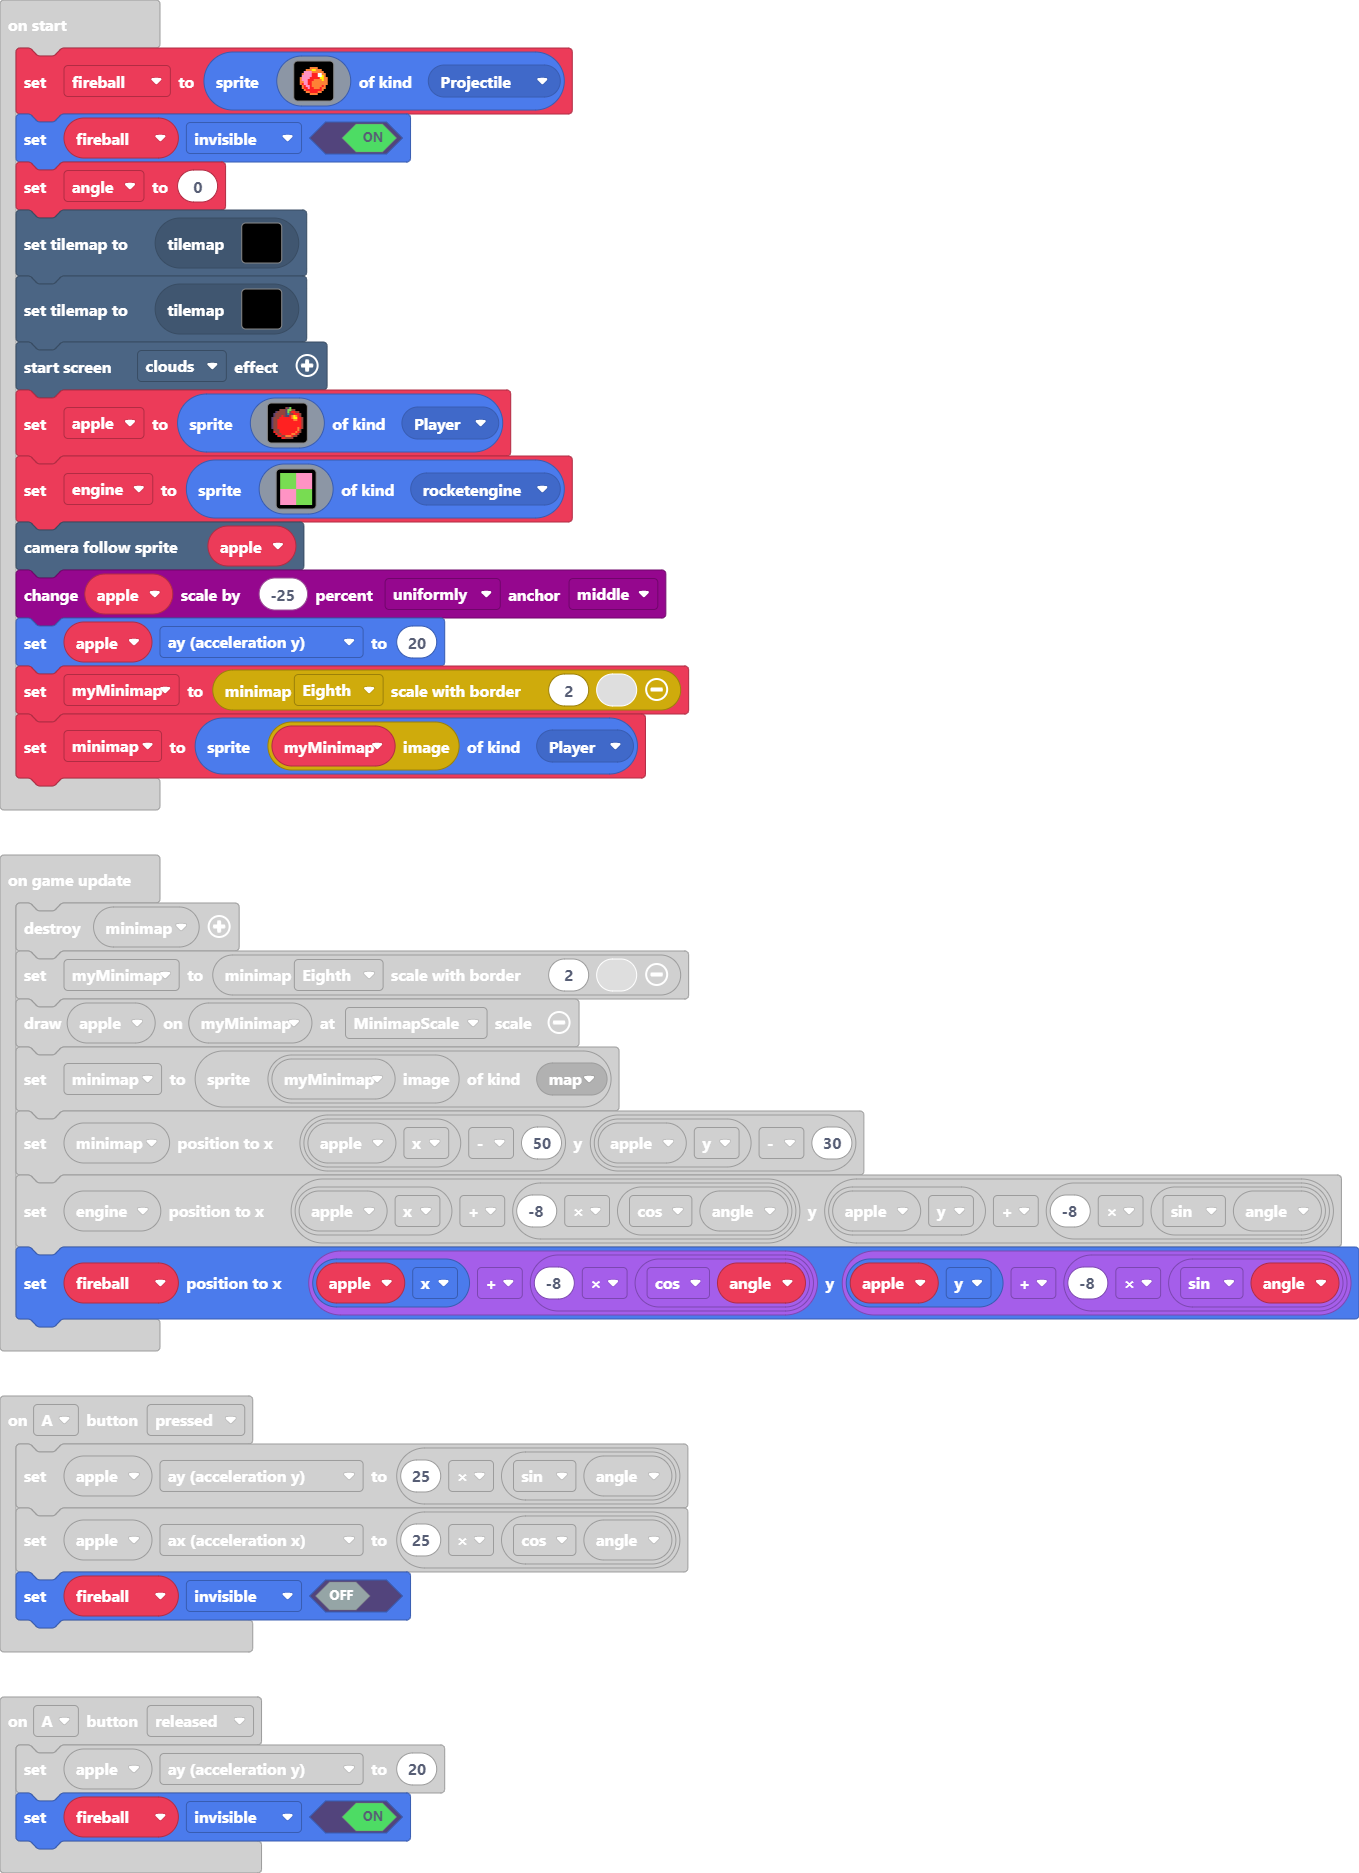 on start
set fireball to sprite of kind Projectile
set fireball invisible ON
set angle to 0
set tilemap to tilemap
set tilemap to tilemap
start screen clouds effect
set apple to sprite of kind Player
set engine to sprite of kind rocketengine
camera follow sprite apple
change apple scale by -25 percent uniformly anchor middle
set apple ay (acceleration y) to 20
set myMinimap to minimap Eighth scale with border 2
set minimap to sprite myMinimap image of kind Player
on game update
destroy minimap
set myMinimap to minimap Eighth scale with border 2
draw apple on myMinimap at MinimapScale scale
set minimap to sprite myMinimap image of kind map
set minimap position to x apple x - 50 y apple y - 30
set engine position to x apple x + -8 × cos angle y apple y + -8 × sin angle
set fireball position to x apple x + -8 × cos angle y apple y + -8 × sin angle
on A button pressed
set apple ay (acceleration y) to 25 × sin angle
set apple ax (acceleration x) to 25 × cos angle
set fireball invisible OFF
on A button released
set apple ay (acceleration y) to 20
set fireball invisible ON